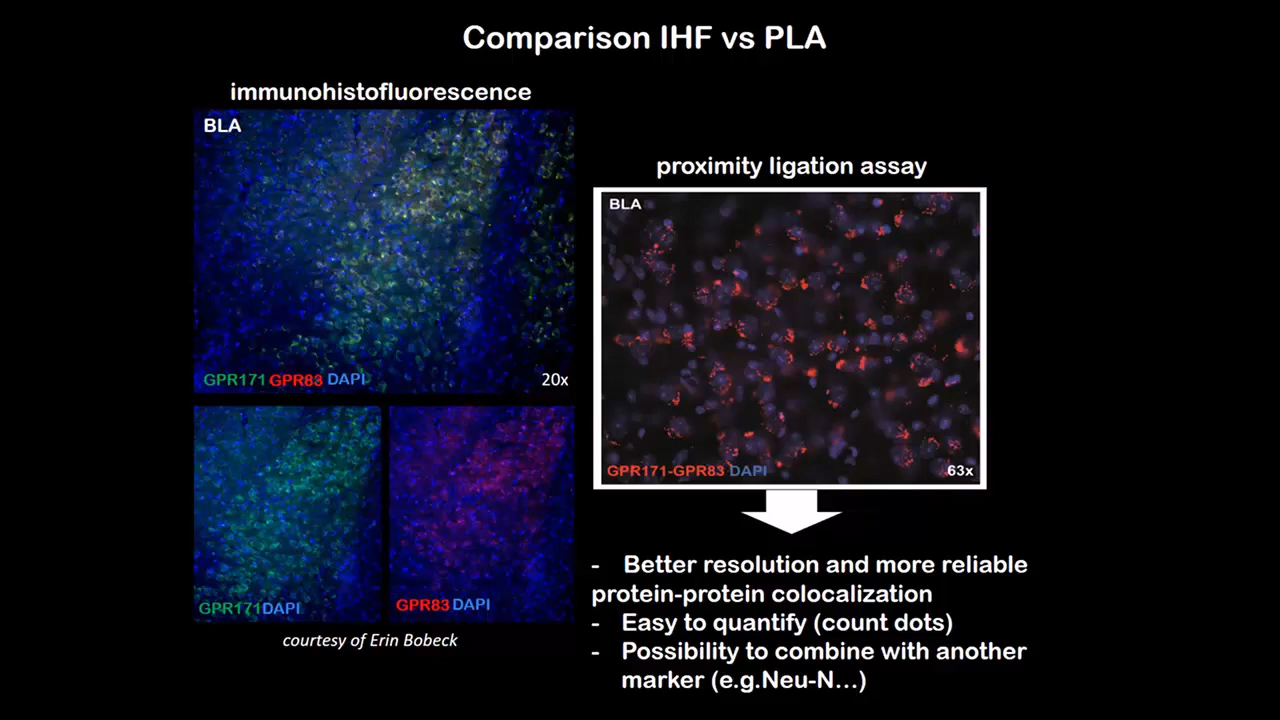 Comparison IHF vs PLA
immunohistofluorescence
BLA
GPR171 GPR83 DAPI
20x
GPR171DAPI
GPR83 DAPI
courtesy of Erin Bobeck
proximity ligation assay
BLA
GPR171-GPR83 DAPI
63x
- Better resolution and more reliable
protein-protein colocalization
- Easy to quantify (count dots)
- Possibility to combine with another
marker (e.g.Neu-N...)